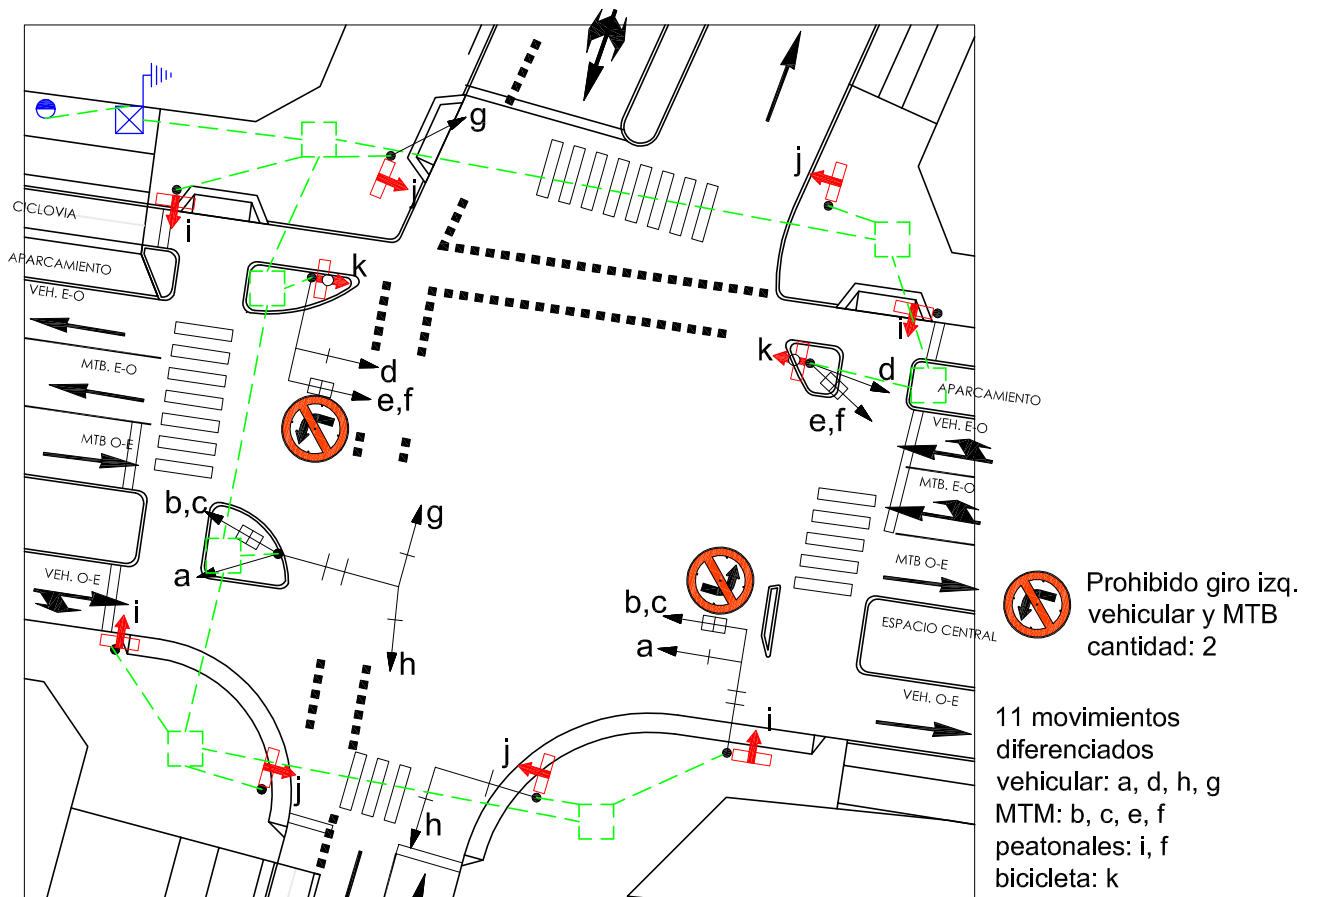 g
j
j
CICLOVIA
i
APARCAMIENTO
k
VEH. E-O
i
k
d
d
MTB. E-O
APARCAMIENTO
e,f
e,f
VEH. E-O
MTB O-E
MTB. E-O
b,c
g
MTB O-E
VEH. O-E
a
Prohibido giro izq.
vehicular y MTB
cantidad: 2
b,c
i
ESPACIO CENTRAL
a
h
VEH. O-E
i
11 movimientos
diferenciados
vehicular: a, d, h, g
MTM: b, c, e, f
peatonales: i, f
bicicleta: k
j
j
h